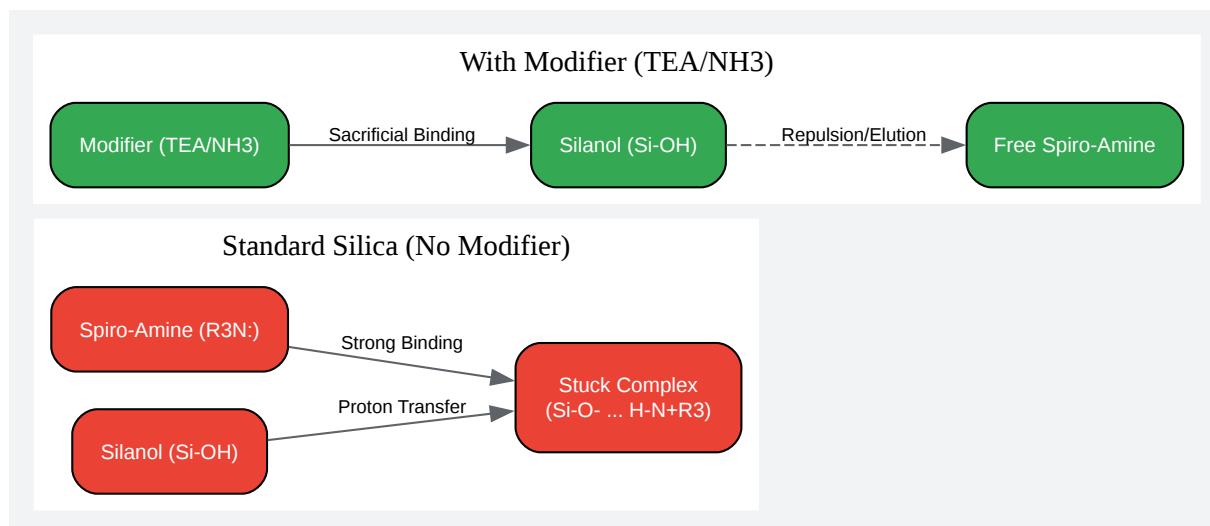 With Modifier (TEA/NH3)
Modifier (TEA/NH3)
Sacrificial Binding
Silanol (Si-OH)
Repulsion/Elution
Free Spiro-Amine
Standard Silica (No Modifier)
Spiro-Amine (R3N:)
Strong Binding
Proton Transfer
Silanol (Si-OH)
Stuck Complex
(Si-O- ... H-N+R3)